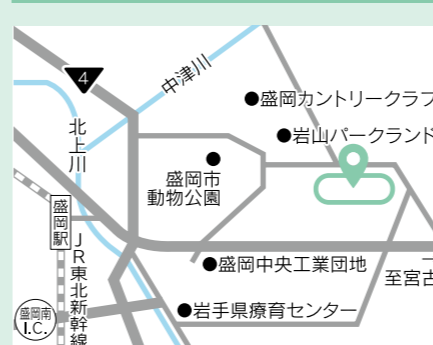 4
中津川
●盛岡カントリークラブ
●岩山パークランド
北上川
盛岡市
動物公園
盛岡駅
JR東北新幹線
●盛岡中央工業団地
至宮古
●岩手県療育センター
盛岡南
I.C.